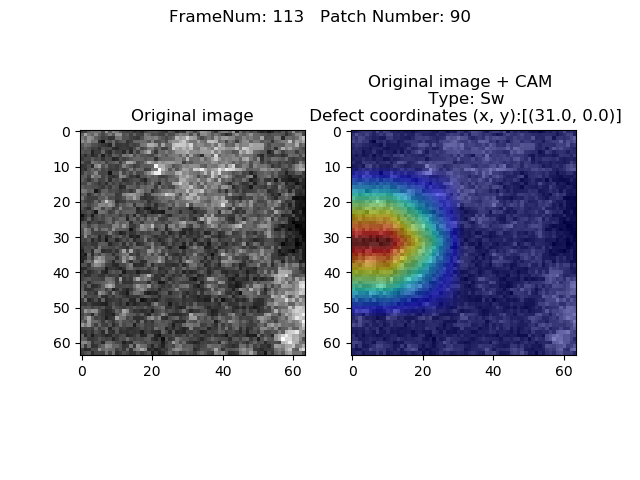 FrameNum: 113   Patch Number: 90
Original image
Original image + CAM
Type: Sw
Defect coordinates (x, y):[(31.0, 0.0)]
0
10
20
30
40
50
60
0 20 40 60
0
10
20
30
40
50
60
0 20 40 60